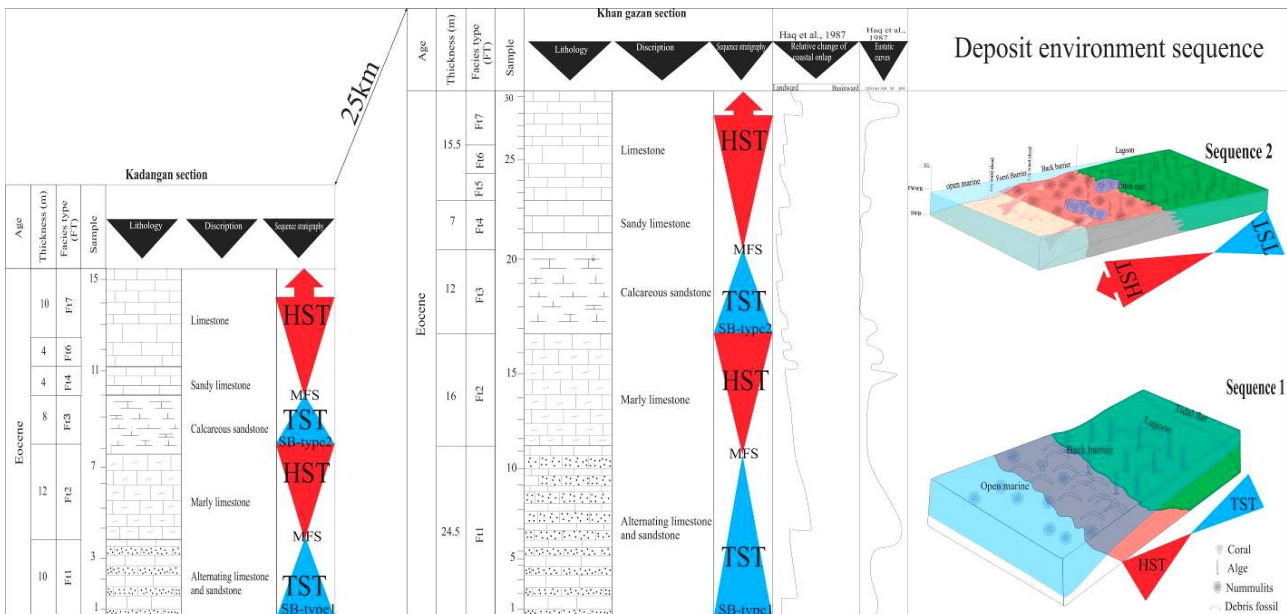 Khan gazan section
Age
Thickness (m)
Facies type
(FT)
Sample
Lithology
Discription
Sequence stratigraphy
Haq et al., 1987
Relative change of
coastal onlap
Haq et al.,
1987
Eustatic
curves
Landward
Basinward
Eocene
30
25
20
15
10
5
1
15.5
7
12
16
24.5
Ft7
Ft6
Ft5
Ft4
Ft3
Ft2
Ft1
Limestone
Sandy limestone
Calcareous sandstone
Marly limestone
Alternating limestone
and sandstone
HST
MFS
TST
SB-type2
HST
MFS
TST
SB-type1
25km
Kadangan section
Age
Thickness (m)
Facies type
(FT)
Sample
Lithology
Discription
Sequence stratigraphy
Eocene
10
4
4
8
12
10
Ft7
Ft6
Ft4
Ft3
Ft2
Ft1
15
11
7
3
1
Limestone
Sandy limestone
Calcareous sandstone
Marly limestone
Alternating limestone
and sandstone
HST
MFS
TST
SB-type2
HST
MFS
TST
SB-type1
Deposit environment sequence
Sequence 2
Lagoon
Back barrier
Front Barrier
open marine
Patch reef
SL
FWWB
SWB
TST
HST
Sequence 1
Tidal flat
Lagoon
Back barreir
Open marine
TST
HST
Coral
Alge
Nummulits
Debris fossil